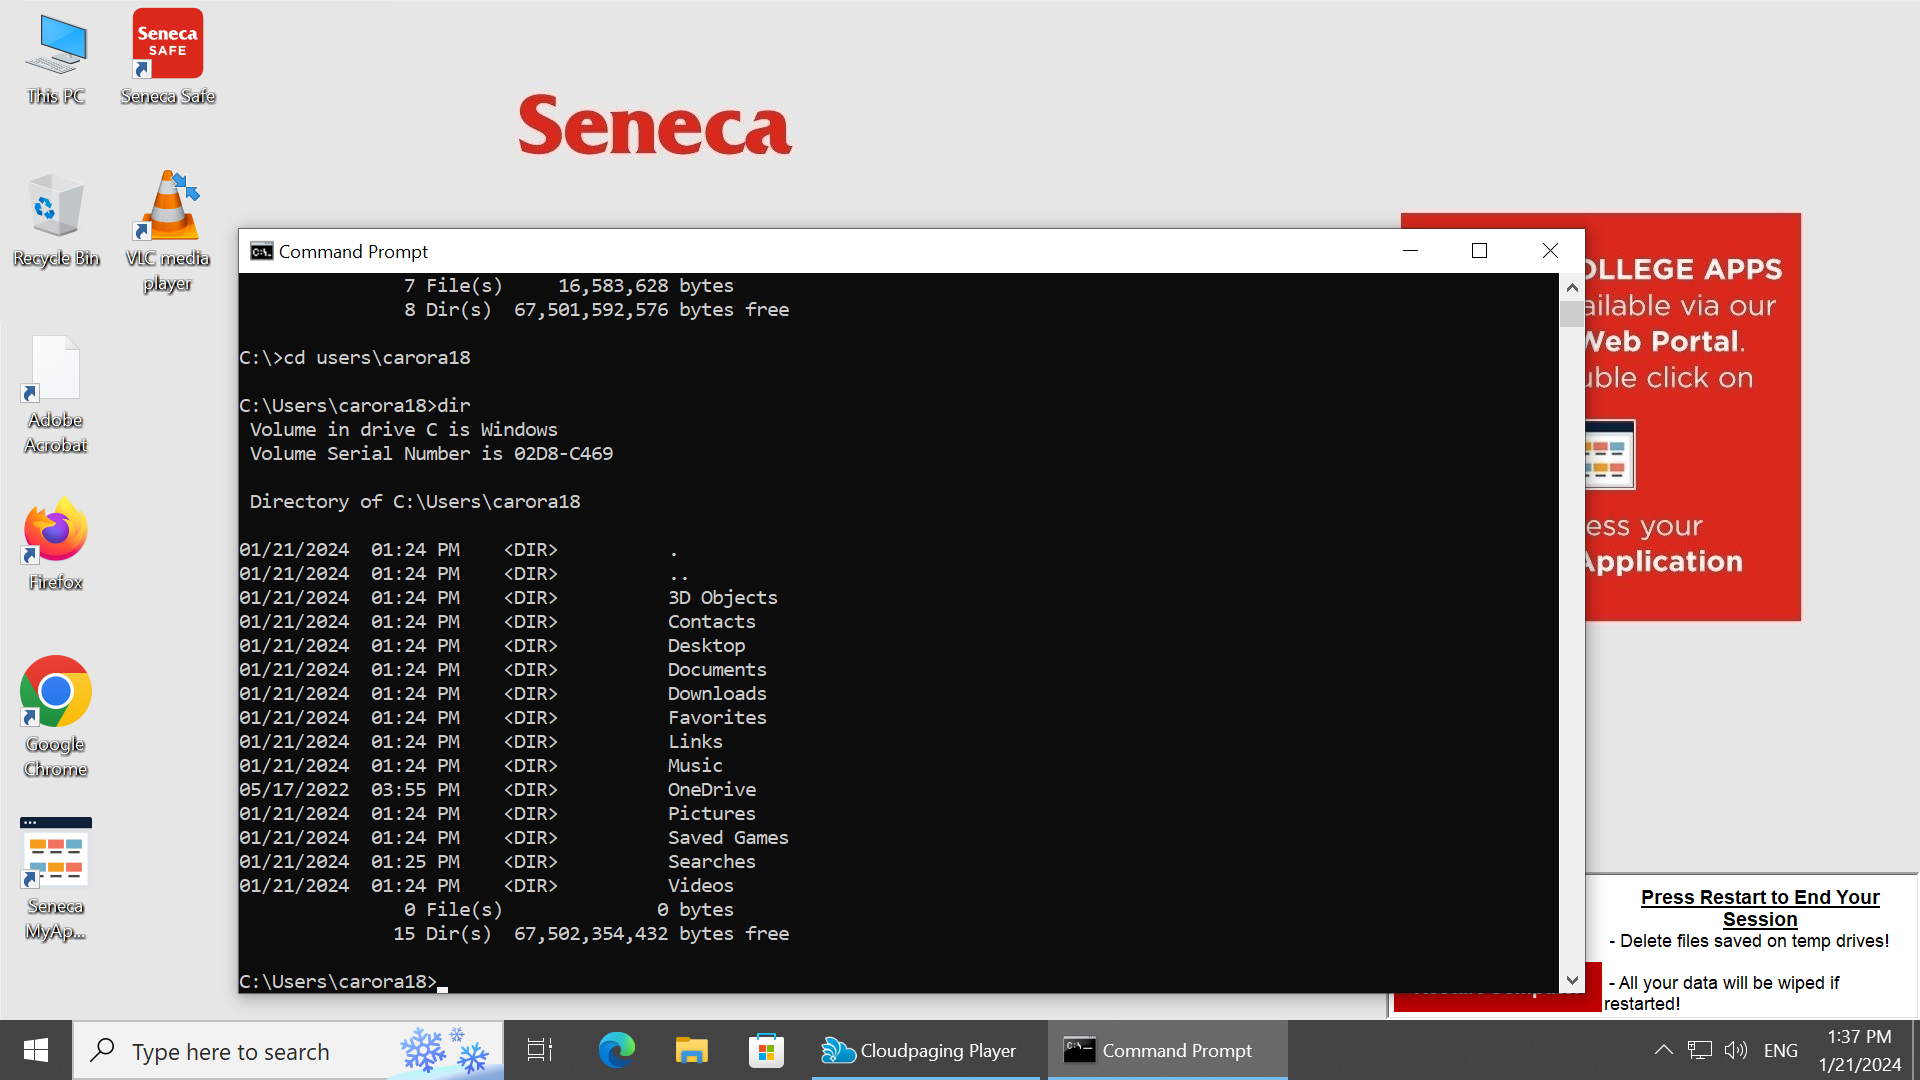 This PC
Seneca
SAFE
Seneca Safe
Recycle Bin
VLC media
player
Adobe
Acrobat
Firefox
Google
Chrome
Seneca
MyAp...
Seneca
Command Prompt
7 File(s)     16,583,628 bytes
8 Dir(s)  67,501,592,576 bytes free
C:\>cd users\carora18
C:\Users\carora18>dir
Volume in drive C is Windows
Volume Serial Number is 02D8-C469
Directory of C:\Users\carora18
01/21/2024  01:24 PM    <DIR>          .
01/21/2024  01:24 PM    <DIR>          ..
01/21/2024  01:24 PM    <DIR>          3D Objects
01/21/2024  01:24 PM    <DIR>          Contacts
01/21/2024  01:24 PM    <DIR>          Desktop
01/21/2024  01:24 PM    <DIR>          Documents
01/21/2024  01:24 PM    <DIR>          Downloads
01/21/2024  01:24 PM    <DIR>          Favorites
01/21/2024  01:24 PM    <DIR>          Links
01/21/2024  01:24 PM    <DIR>          Music
05/17/2022  03:55 PM    <DIR>          OneDrive
01/21/2024  01:24 PM    <DIR>          Pictures
01/21/2024  01:24 PM    <DIR>          Saved Games
01/21/2024  01:25 PM    <DIR>          Searches
01/21/2024  01:24 PM    <DIR>          Videos
0 File(s)              0 bytes
15 Dir(s)  67,502,354,432 bytes free
C:\Users\carora18>
OLLEGE APPS
ailable via our
Web Portal.
uble click on
ess your
Application
Press Restart to End Your
Session
- Delete files saved on temp drives!
- All your data will be wiped if
restarted!
Type here to search
Cloudpaging Player
Command Prompt
ENG
1:37 PM
1/21/2024